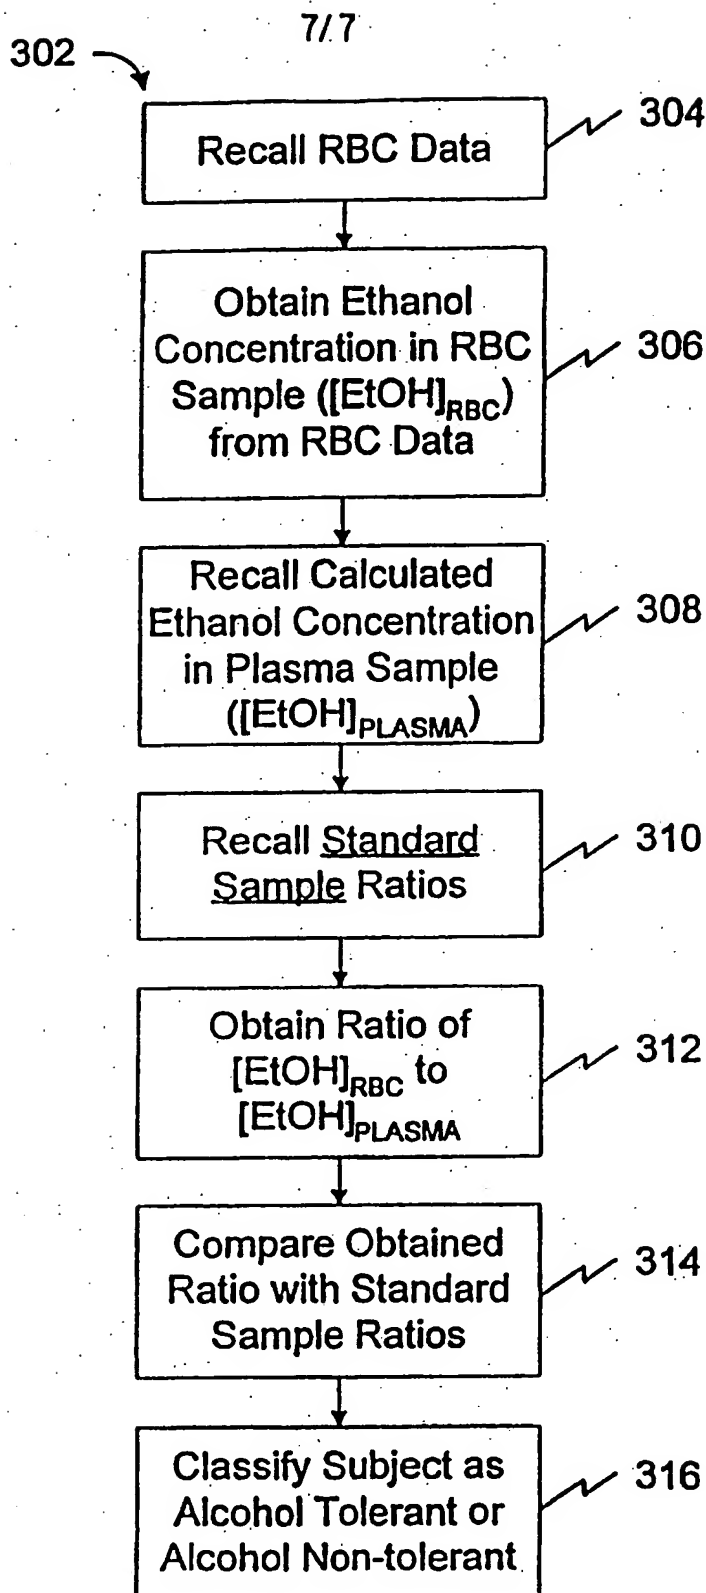 7/7
302
Recall RBC Data
304
Obtain Ethanol
Concentration in RBC
Sample ([EtOH]RBC)
from RBC Data
306
Recall Calculated
Ethanol Concentration
in Plasma Sample
([EtOH]PLASMA)
308
Recall Standard
Sample Ratios
310
Obtain Ratio of
[EtOH]RBC to
[EtOH]PLASMA
312
Compare Obtained
Ratio with Standard
Sample Ratios
314
Classify Subject as
Alcohol Tolerant or
Alcohol Non-tolerant
316